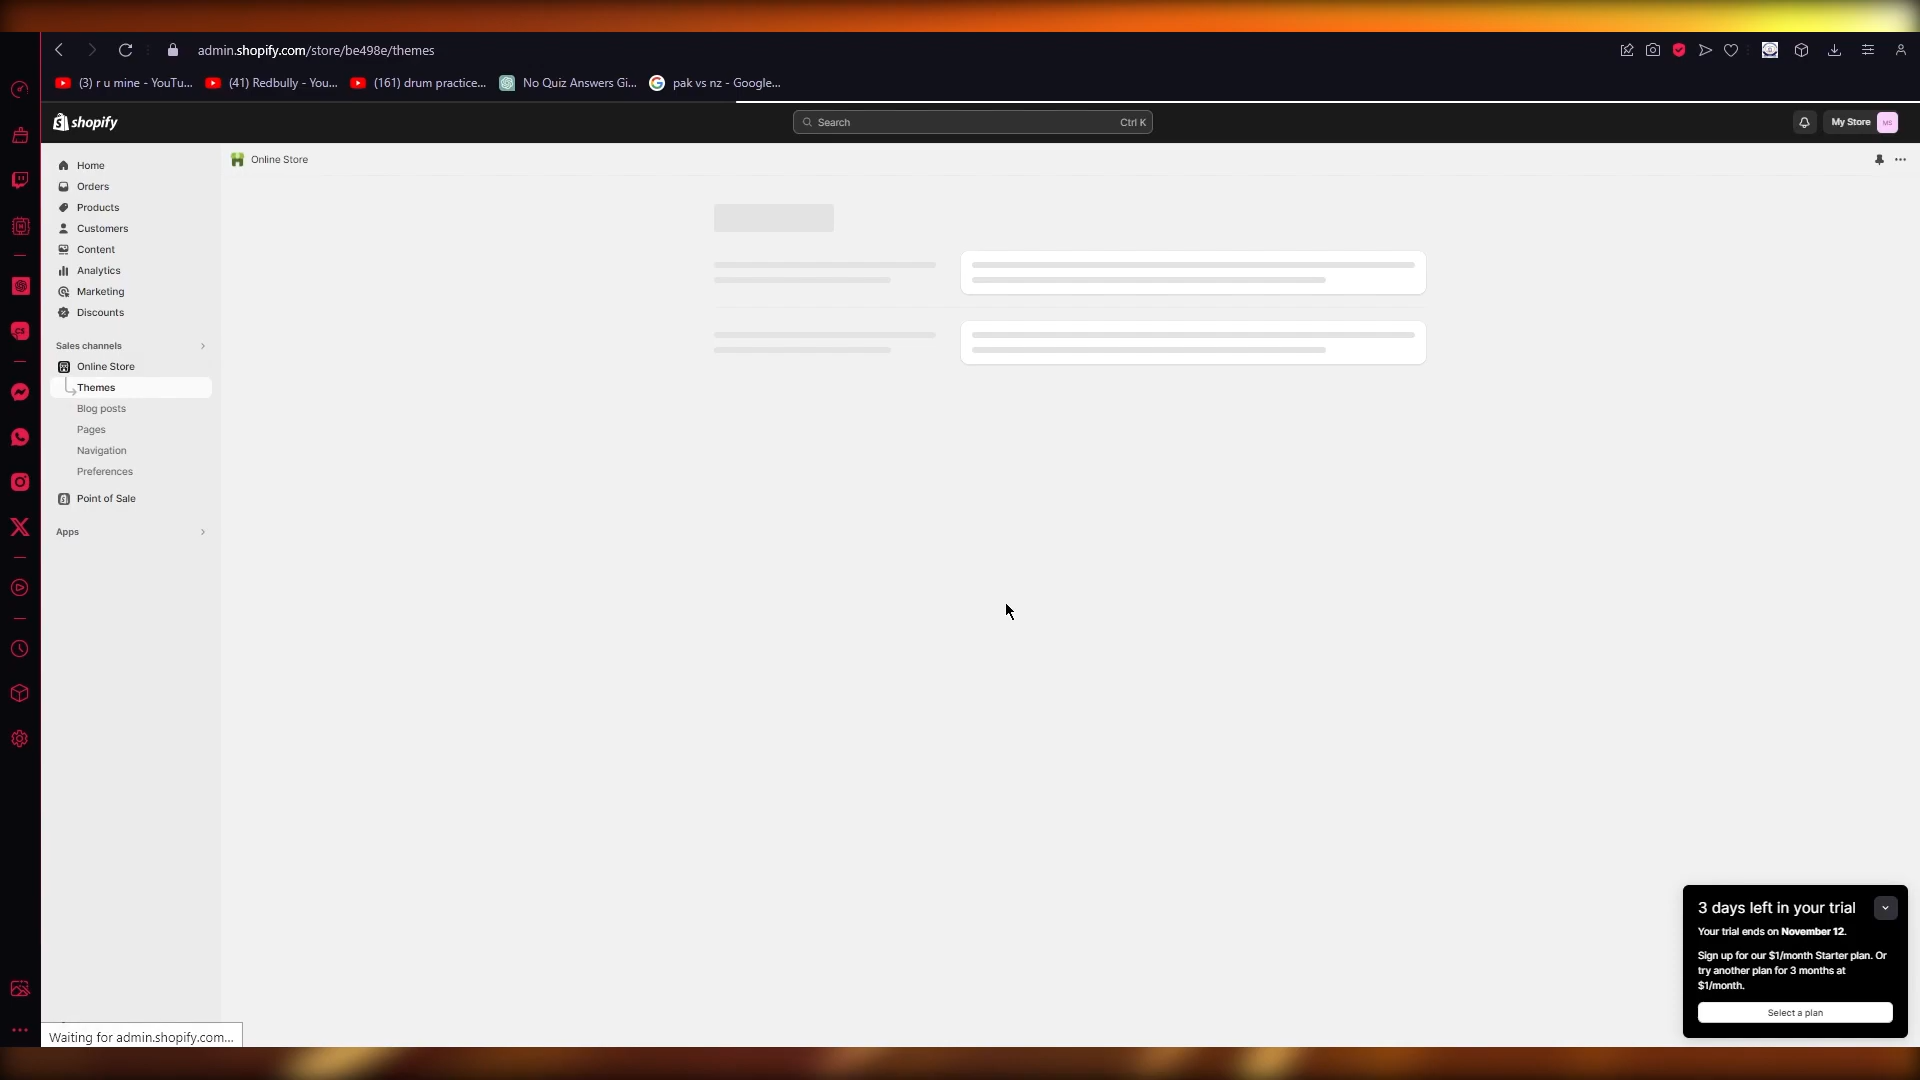 admin.shopify.com/store/be498e/themes
(3) r u mine - YouTu...
(41) Redbully - You...
(161) drum practice...
No Quiz Answers Gi...
pak vs nz - Google...
shopify
Search
Ctrl K
My Store
MS
Home
Orders
Products
Customers
Content
Analytics
Marketing
Discounts
Sales channels
Online Store
Themes
Blog posts
Pages
Navigation
Preferences
Point of Sale
Apps
Online Store
3 days left in your trial
Your trial ends on November 12.
Sign up for our $1/month Starter plan. Or
try another plan for 3 months at
$1/month.
Select a plan
Waiting for admin.shopify.com...